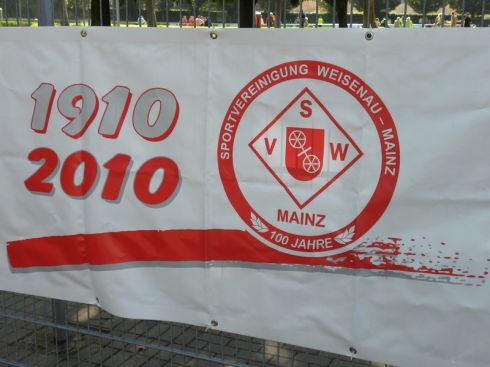 1910
2010
SPORTVEREINIGUNG WEISENAU – MAINZ
S
V W
MAINZ
100 JAHRE